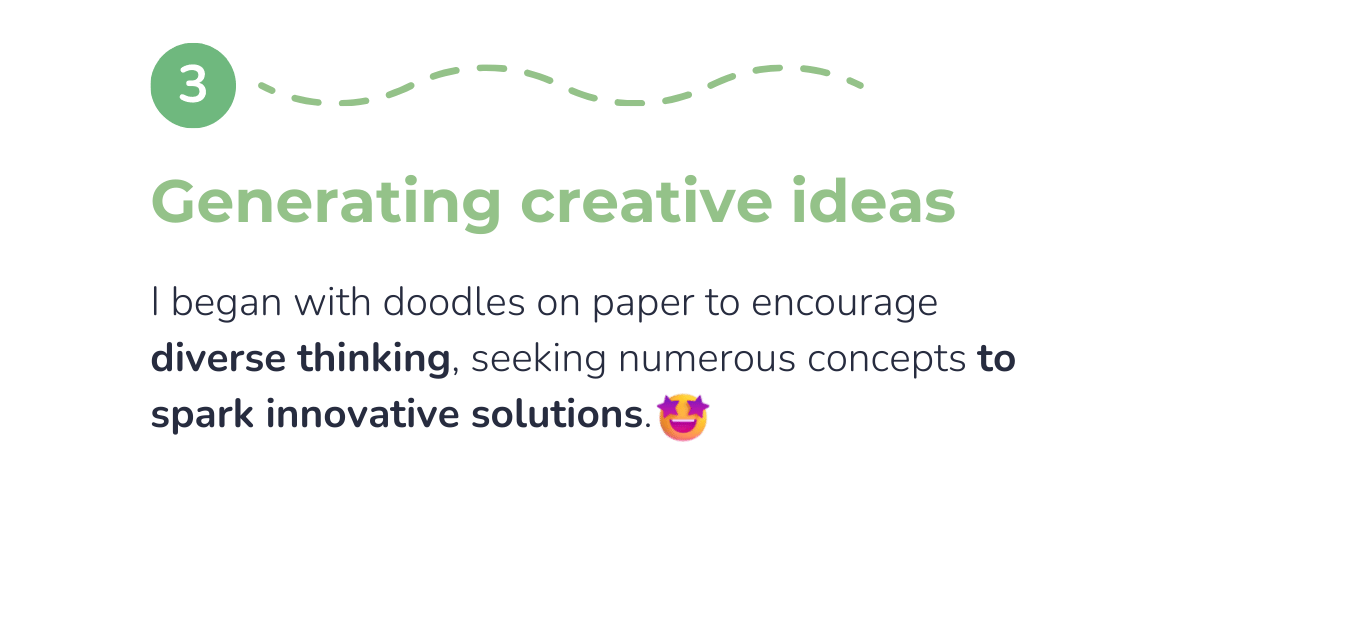 3
Generating creative ideas
I began with doodles on paper to encourage
diverse thinking, seeking numerous concepts to
spark innovative solutions.🤩